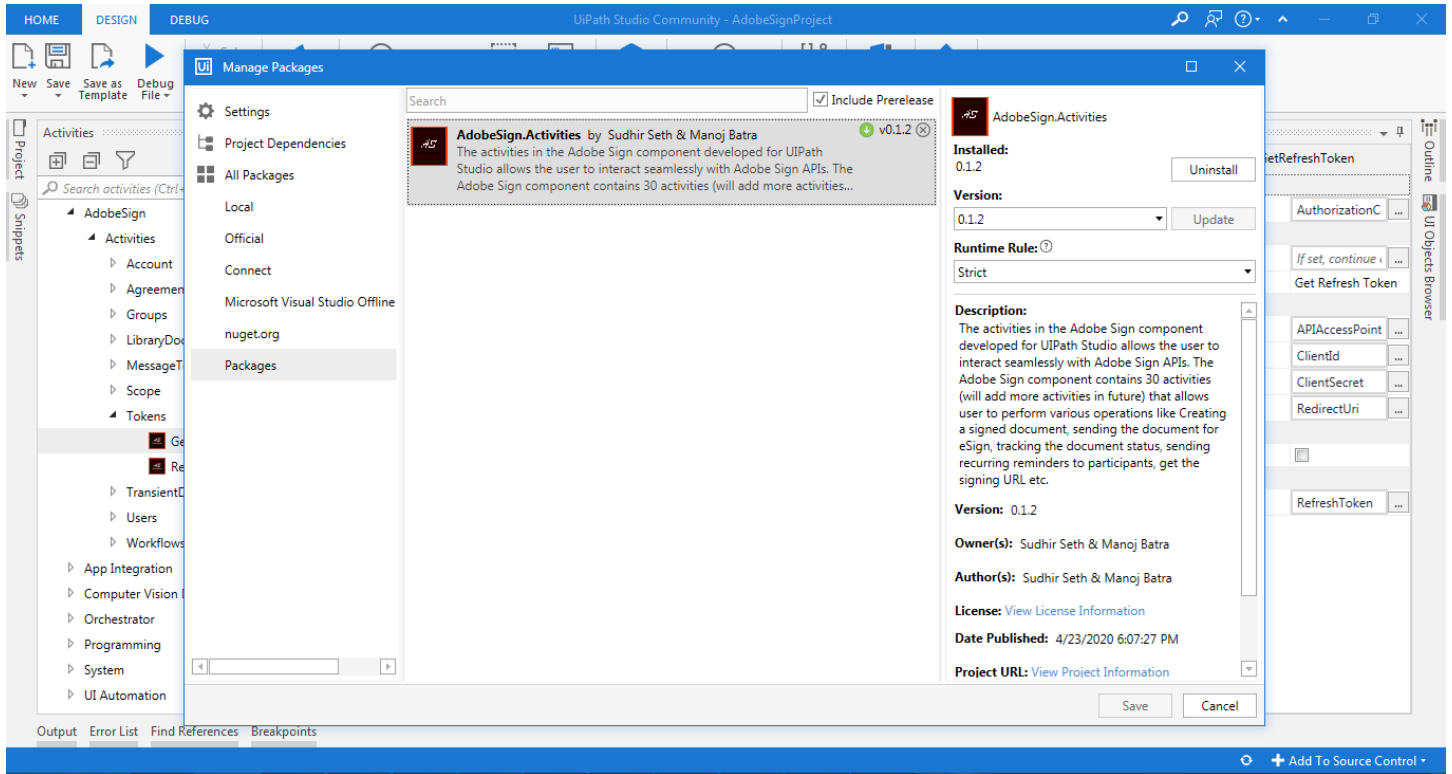 HOME DESIGN DEBUG UiPath Studio Community - AdobeSignProject
New Save Save as Template Debug File
Manage Packages
Activities
Search activities (Ctrl+
AdobeSign
Activities
Account
Agreemen
Groups
LibraryDoc
MessageT
Scope
Tokens
Ge
Re
TransientD
Users
Workflows
App Integration
Computer Vision
Orchestrator
Programming
System
UI Automation
Project
Snippets
Settings
Project Dependencies
All Packages
Local
Official
Connect
Microsoft Visual Studio Offline
nuget.org
Packages
Search
Include Prerelease
AS
AdobeSign.Activities by Sudhir Seth & Manoj Batra v0.1.2
The activities in the Adobe Sign component developed for UIPath
Studio allows the user to interact seamlessly with Adobe Sign APIs. The
Adobe Sign component contains 30 activities (will add more activities...
AS
AdobeSign.Activities
Installed:
0.1.2
Uninstall
Version:
0.1.2
Update
Runtime Rule:
Strict
Description:
The activities in the Adobe Sign component
developed for UIPath Studio allows the user to
interact seamlessly with Adobe Sign APIs. The
Adobe Sign component contains 30 activities
(will add more activities in future) that allows
user to perform various operations like Creating
a signed document, sending the document for
eSign, tracking the document status, sending
recurring reminders to participants, get the
signing URL etc.
Version: 0.1.2
Owner(s): Sudhir Seth & Manoj Batra
Author(s): Sudhir Seth & Manoj Batra
License: View License Information
Date Published: 4/23/2020 6:07:27 PM
Project URL: View Project Information
Save Cancel
etRefreshToken
AuthorizationC ...
If set, continue ...
Get Refresh Token
APIAccessPoint ...
ClientId ...
ClientSecret ...
RedirectUri ...
RefreshToken ...
Outline
UI Objects Browser
Output Error List Find References Breakpoints
Add To Source Control